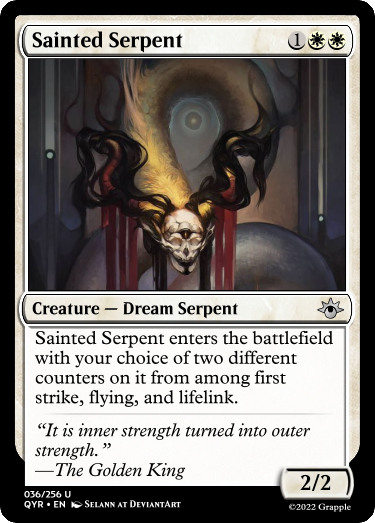 Sainted Serpent 1
Creature — Dream Serpent
Sainted Serpent enters the battlefield
with your choice of two different
counters on it from among first
strike, flying, and lifelink.
“It is inner strength turned into outer
strength.”
—The Golden King
2/2
036/256 U
QYR • EN Selann at DeviantArt
©2022 Grapple